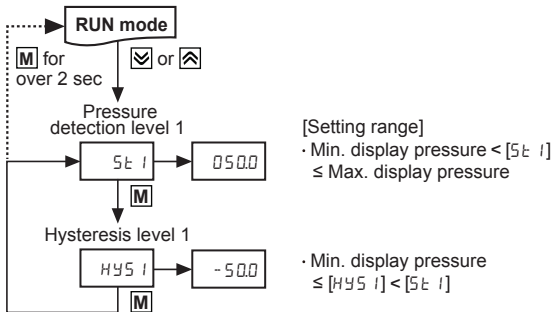 RUN mode
M for
over 2 sec
or
Pressure
detection level 1
St 1
050.0
M
Hysteresis level 1
HYS 1
-50.0
M
[Setting range]
· Min. display pressure < [St 1]
≤ Max. display pressure
· Min. display pressure
≤ [HYS 1] < [St 1]